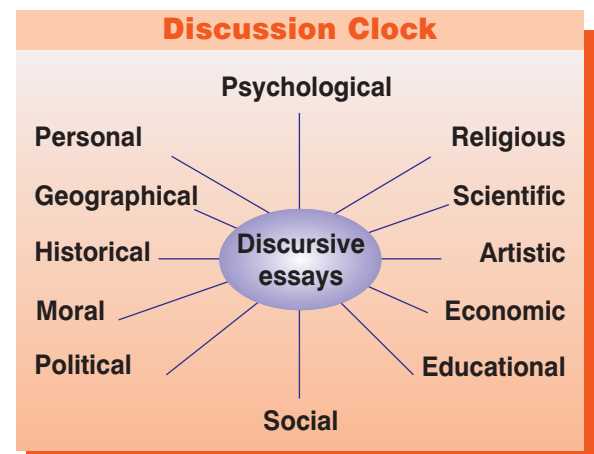 Discussion Clock
Psychological
Personal
Religious
Geographical
Scientific
Historical
Discursive
essays
Artistic
Moral
Economic
Political
Educational
Social